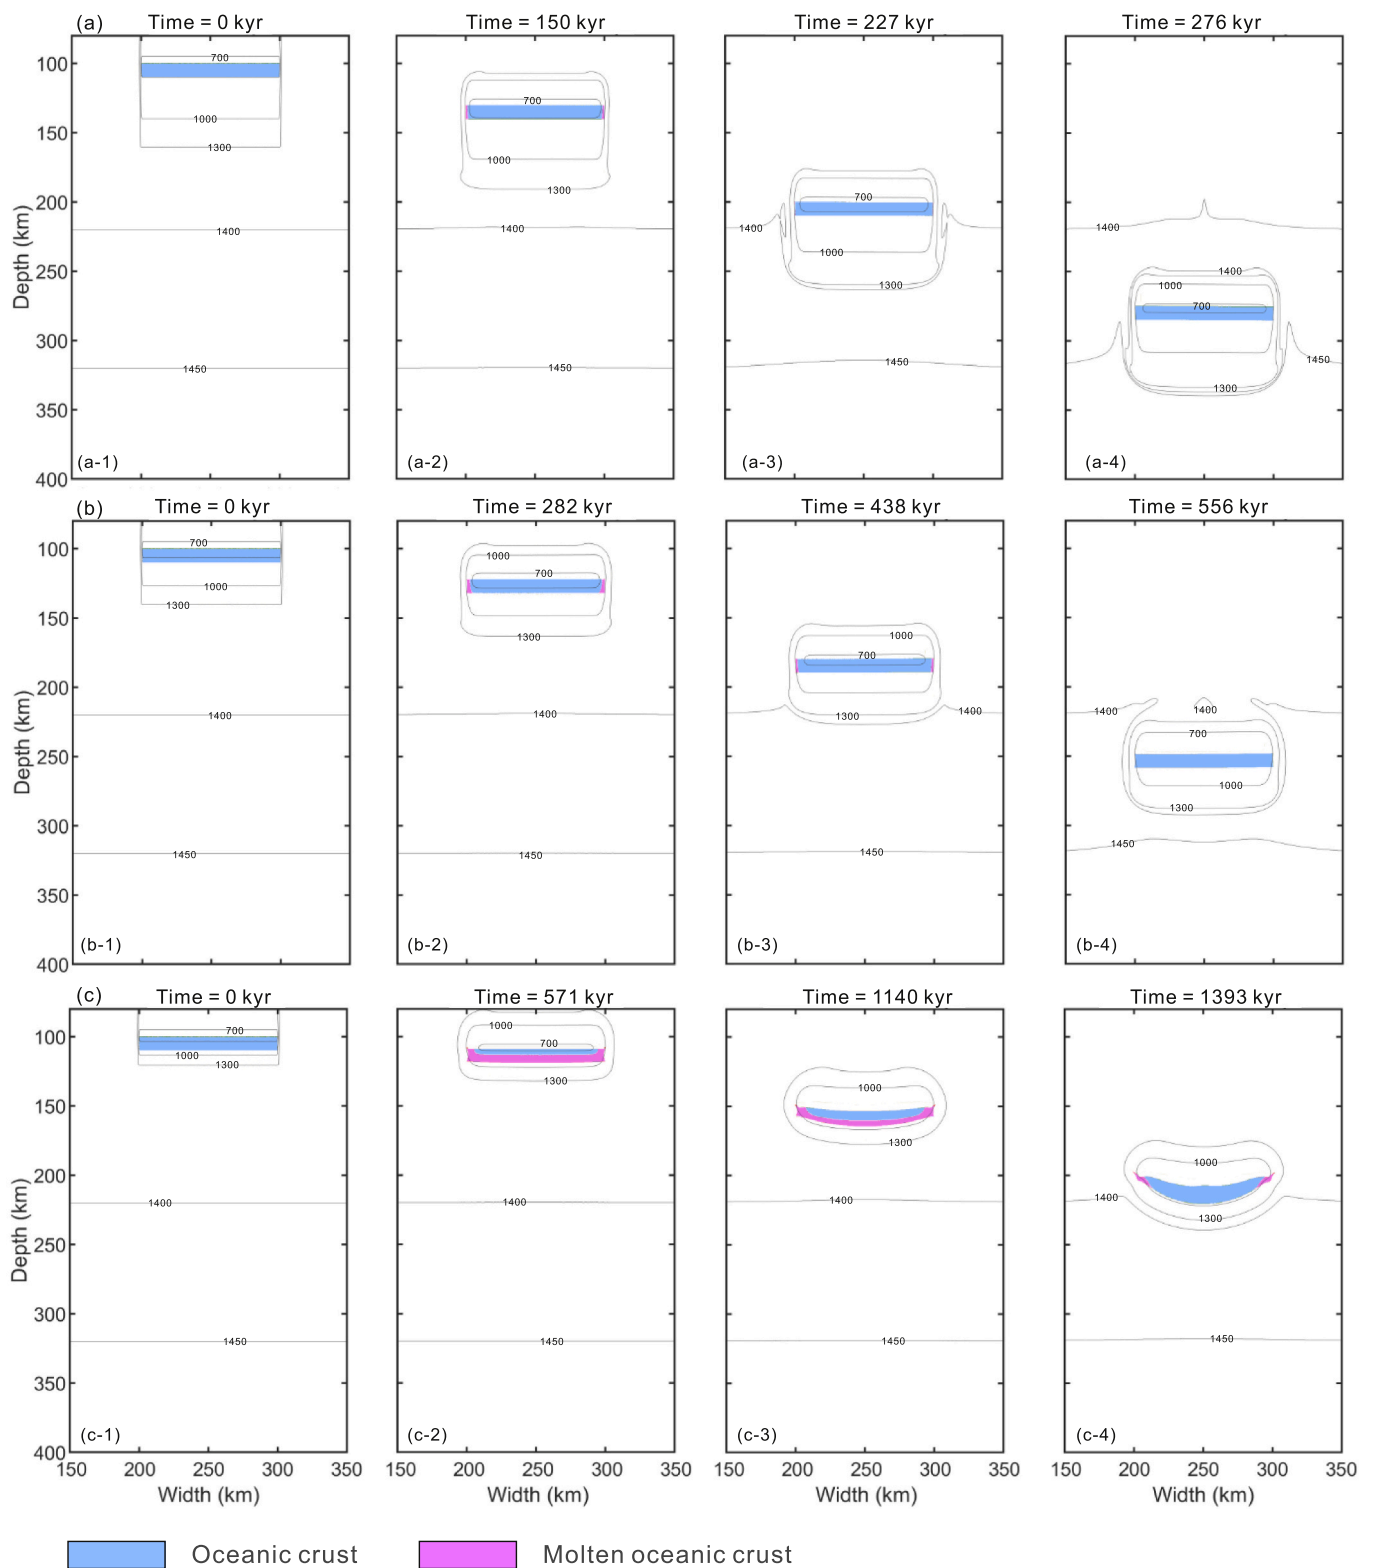 (a) Time = 0 kyr Time = 150 kyr Time = 227 kyr Time = 276 kyr
100 700
150 1000 700 1000
200 1300 1300 700
1400 1400 1400 1000 1400
250 1300 1400 1000
300 700
350 1450 1450 1450 1300 1450
Depth (km)
400 (a-1) (a-2) (a-3) (a-4)
(b) Time = 0 kyr Time = 282 kyr Time = 438 kyr Time = 556 kyr
100 700 1000 700
150 1000 1300 1300 1000
200 700
1400 1400 1300 1400 1400 1400
250 700 1000
300 1300
350 1450 1450 1450 1450
Depth (km)
400 (b-1) (b-2) (b-3) (b-4)
(c) Time = 0 kyr Time = 571 kyr Time = 1140 kyr Time = 1393 kyr
100 700 1000 1300 1000 700 1300
150 1000 1300
200 1400 1400 1400 1000 1400
250 1300
300 1450 1450 1450 1450
350
Depth (km)
400 (c-1) (c-2) (c-3) (c-4)
150 200 250 300 350 150 200 250 300 350 150 200 250 300 350 150 200 250 300 350
Width (km) Width (km) Width (km) Width (km)
Oceanic crust Molten oceanic crust